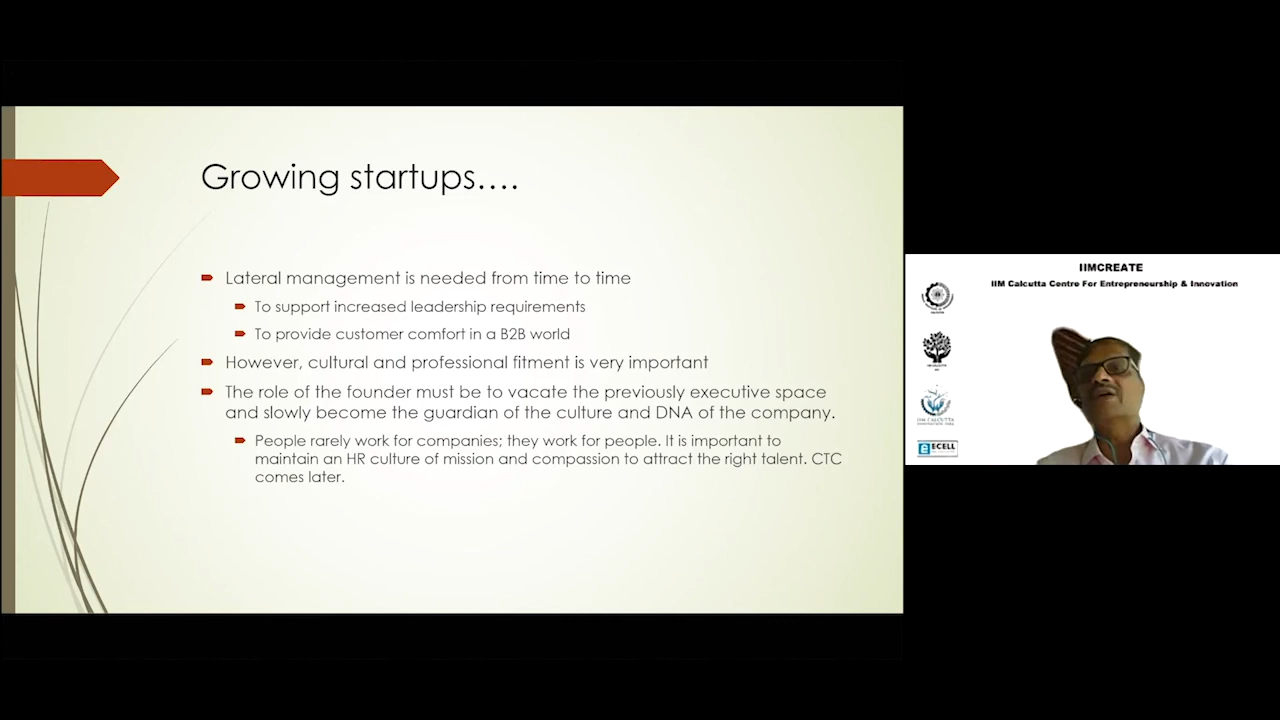 Growing startups....
Lateral management is needed from time to time
To support increased leadership requirements
To provide customer comfort in a B2B world
However, cultural and professional fitment is very important
The role of the founder must be to vacate the previously executive space
and slowly become the guardian of the culture and DNA of the company.
People rarely work for companies; they work for people. It is important to
maintain an HR culture of mission and compassion to attract the right talent. CTC
comes later.
IIMCREATE
IIM Calcutta Centre For Entrepreneurship & Innovation
IIM CALCUTTA
INNOVATION PARK
ECELL